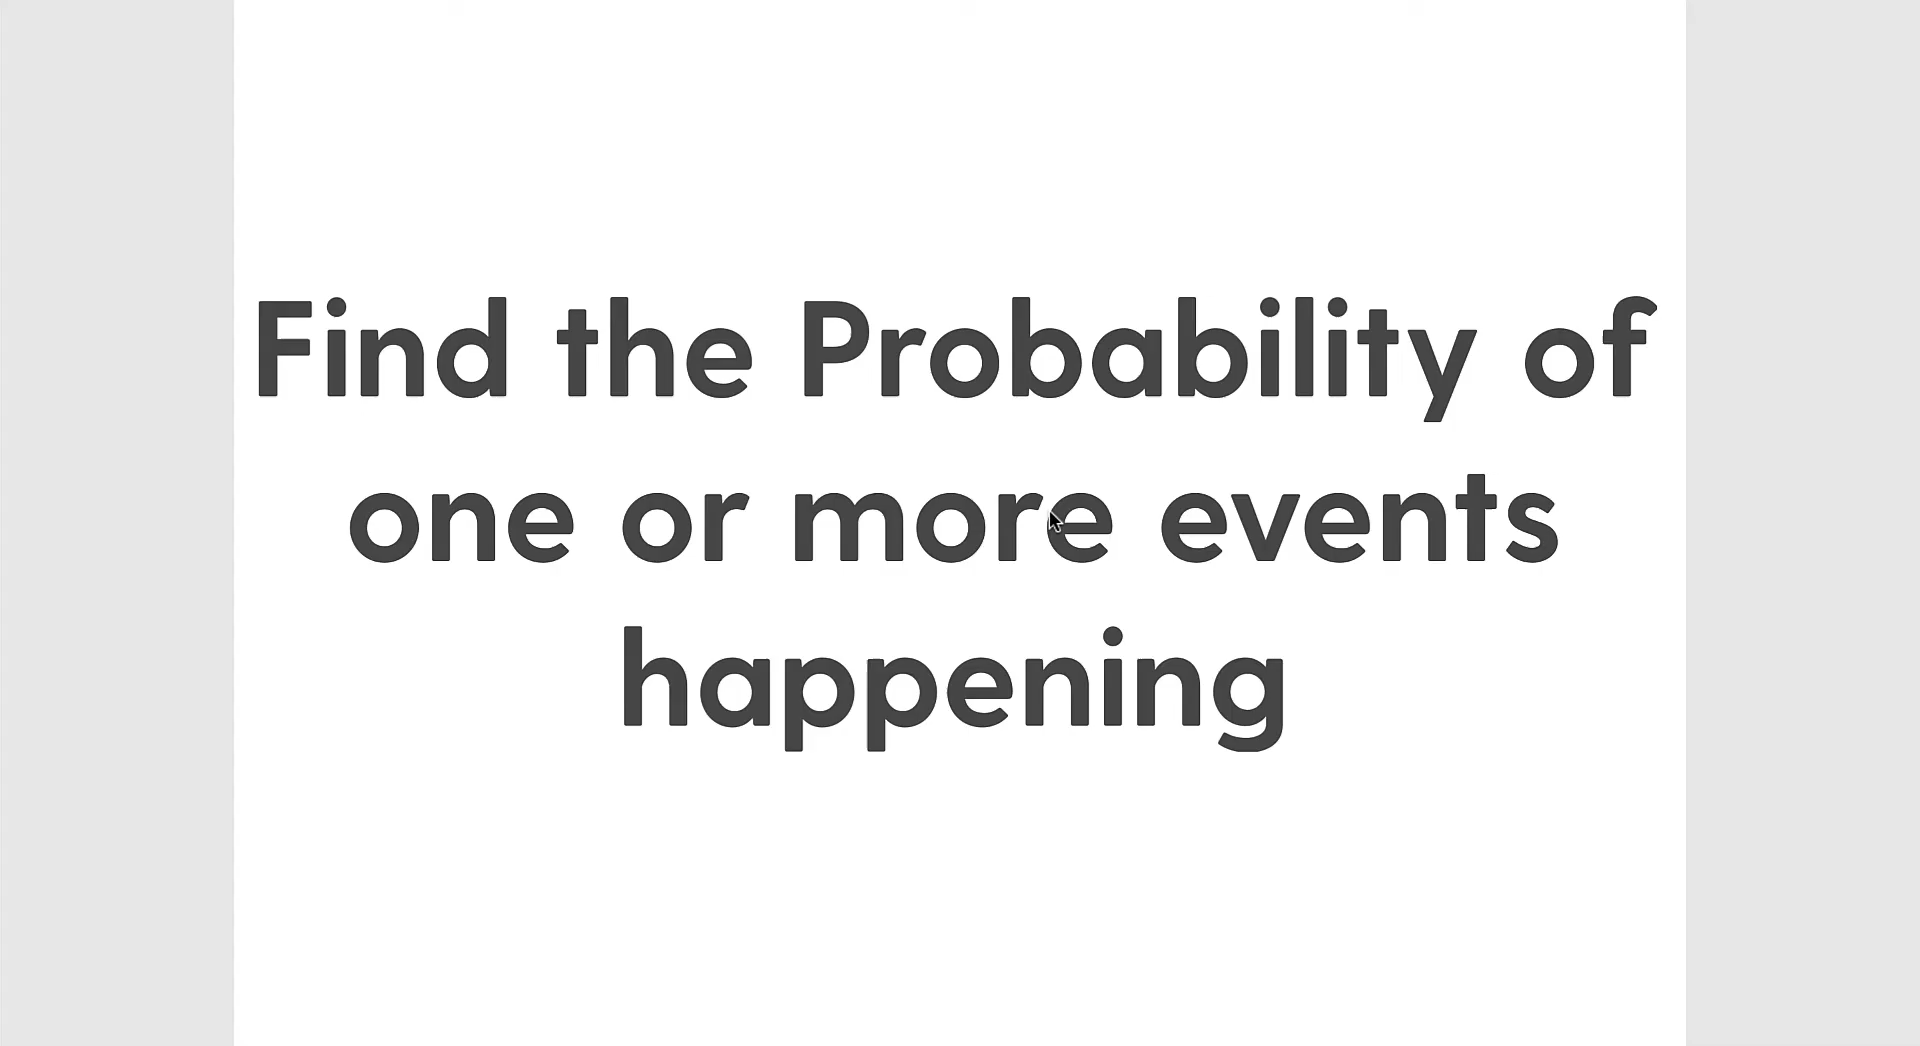 Find the Probability of
one or more events
happening